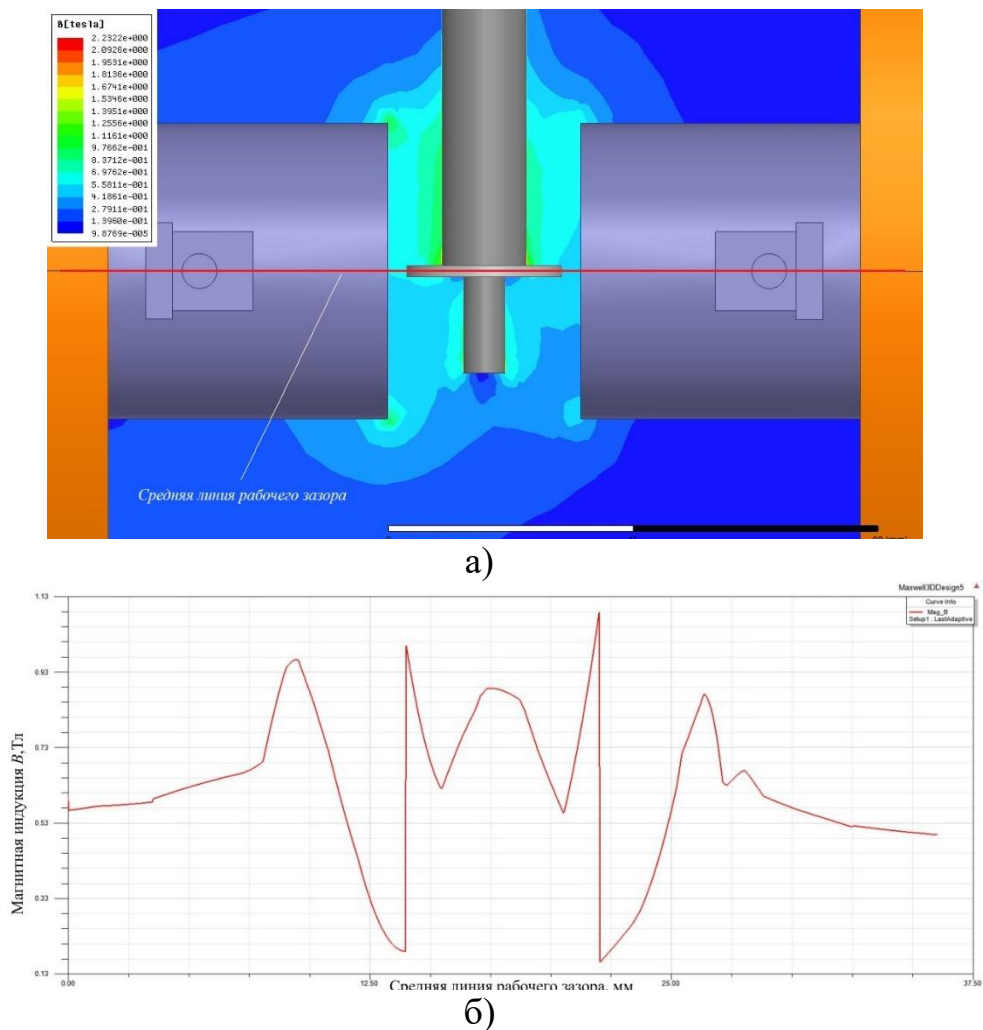 B[tesla]
2.2322e+000
2.0926e+000
1.9531e+000
1.8136e+000
1.6741e+000
1.5346e+000
1.3951e+000
1.2556e+000
1.1161e+000
9.7662e-001
8.3712e-001
6.9762e-001
5.5811e-001
4.1861e-001
2.7911e-001
1.3960e-001
9.8769e-005
Средняя линия рабочего зазора
а)
Maxwell3DDesign5
Curve Info
Mag_B
Setup1 : LastAdaptive
1.13
0.93
0.73
0.53
0.33
0.13
Магнитная индукция B,Тл
0.00
12.50
25.00
37.50
Средняя линия рабочего зазора, мм
б)